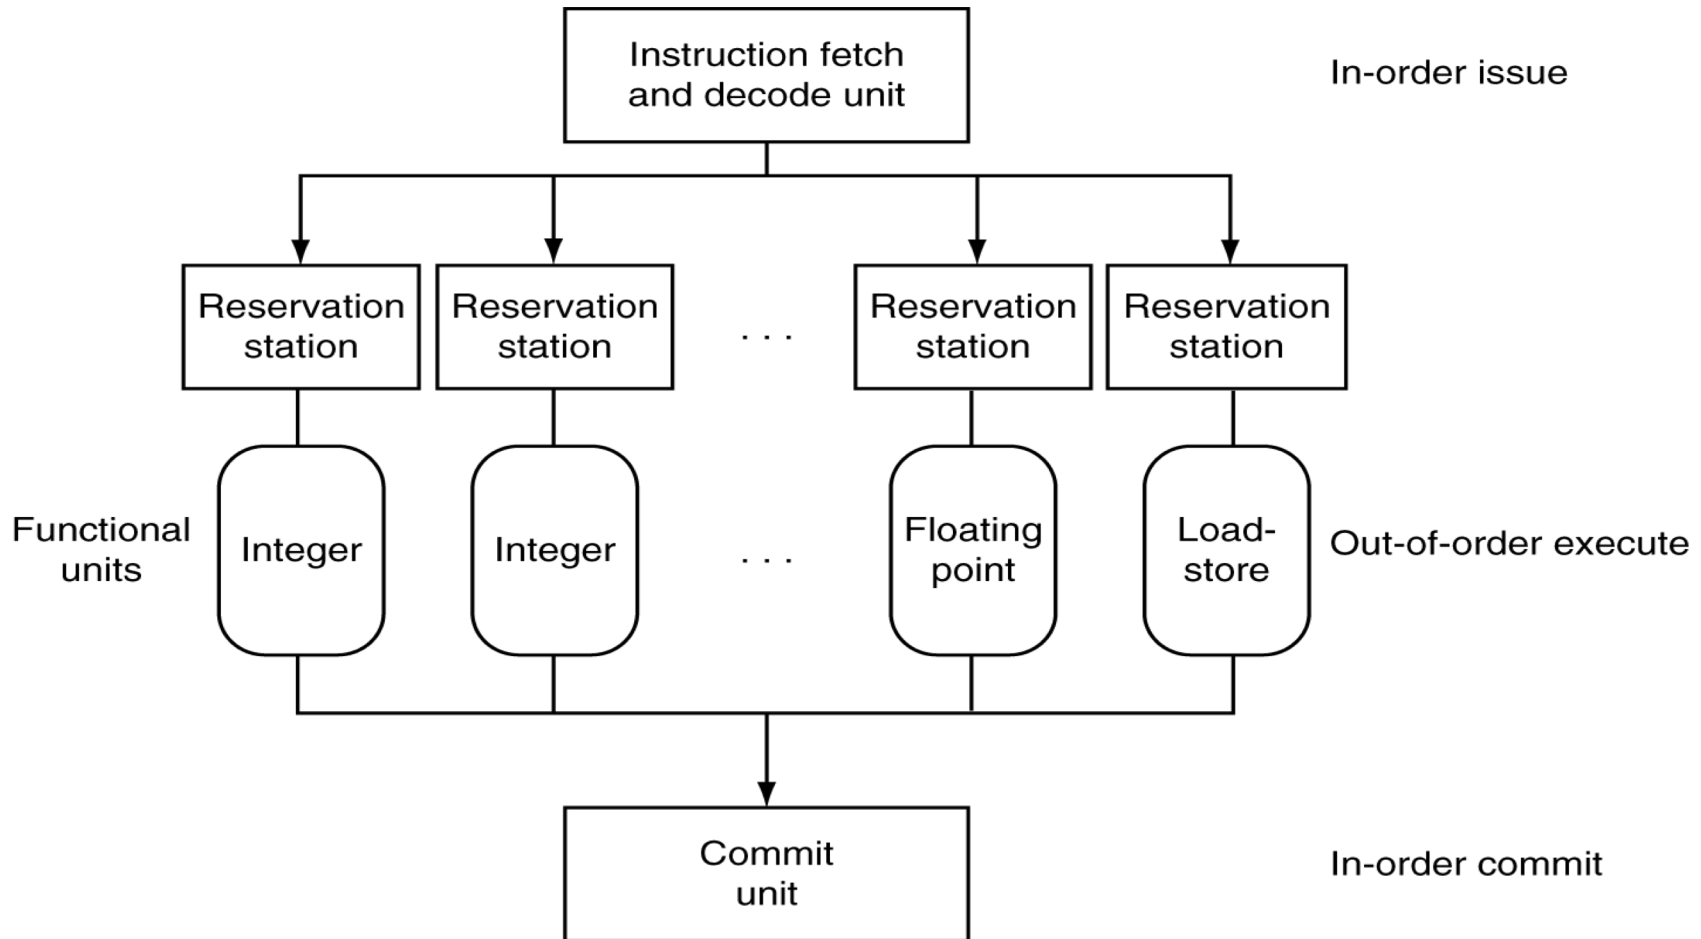 Instruction fetch
and decode unit
In-order issue
Reservation
station
Reservation
station
. . .
Reservation
station
Reservation
station
Functional
units
Integer
Integer
. . .
Floating
point
Load-
store
Out-of-order execute
Commit
unit
In-order commit